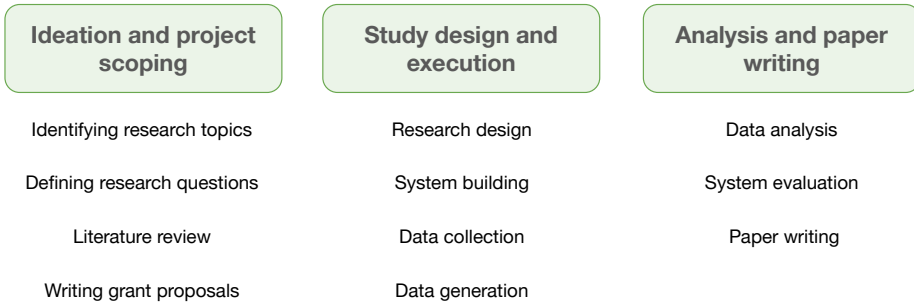 Ideation and project
scoping
Identifying research topics
Defining research questions
Literature review
Writing grant proposals
Study design and
execution
Research design
System building
Data collection
Data generation
Analysis and paper
writing
Data analysis
System evaluation
Paper writing